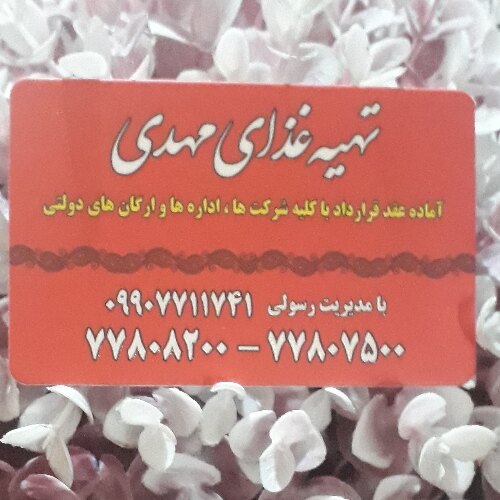 تهیه غذای مهدی
آماده عقد قرارداد با کلیه شرکت ها ، اداره ها و ارگان های دولتی
با مدیریت رسولی ۰۹۹۰۷۷۱۱۷۴۱
۷۷۸۰۷۵۰۰ – ۷۷۸۰۸۲۰۰